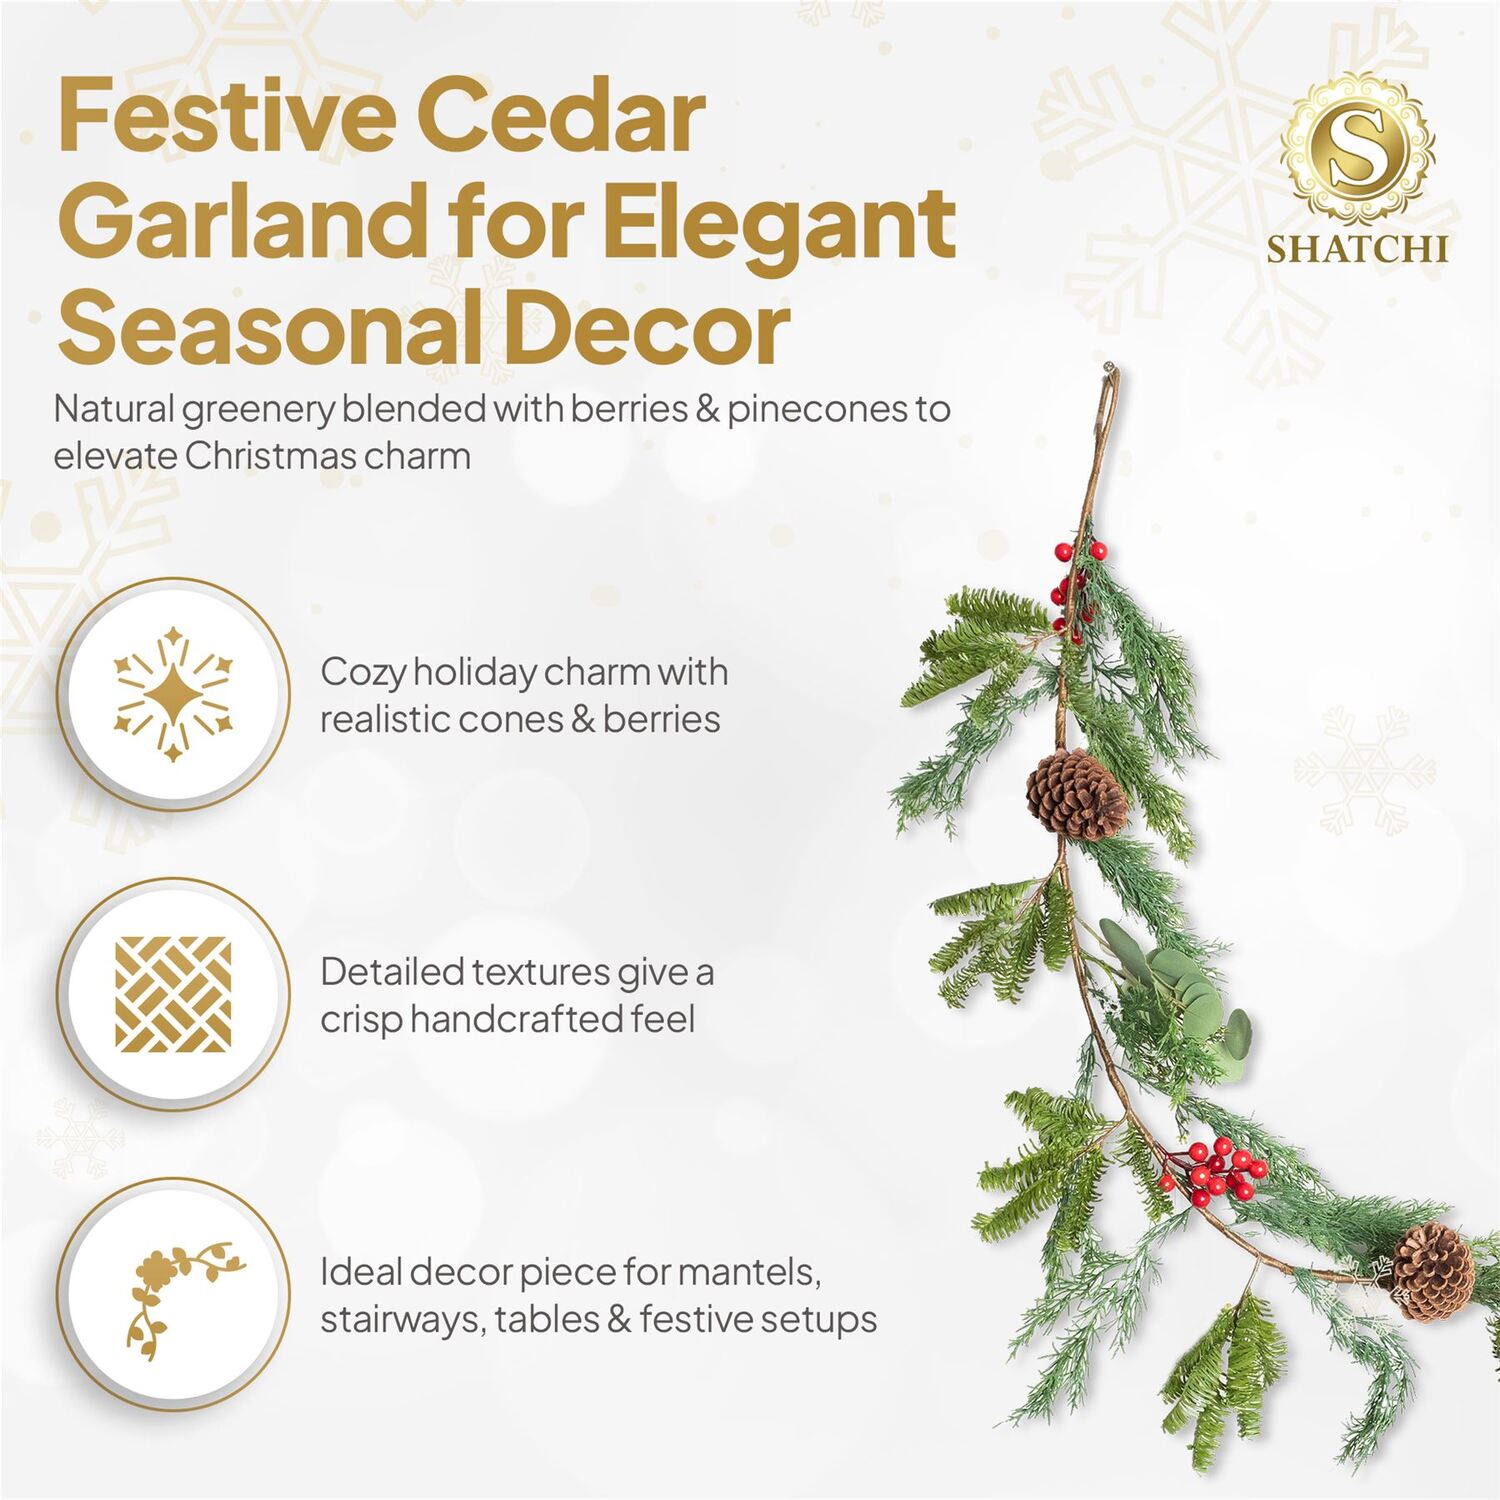 Festive Cedar
Garland for Elegant
Seasonal Decor
Natural greenery blended with berries & pinecones to
elevate Christmas charm
S
SHATCHI
Cozy holiday charm with
realistic cones & berries
Detailed textures give a
crisp handcrafted feel
Ideal decor piece for mantels,
stairways, tables & festive setups